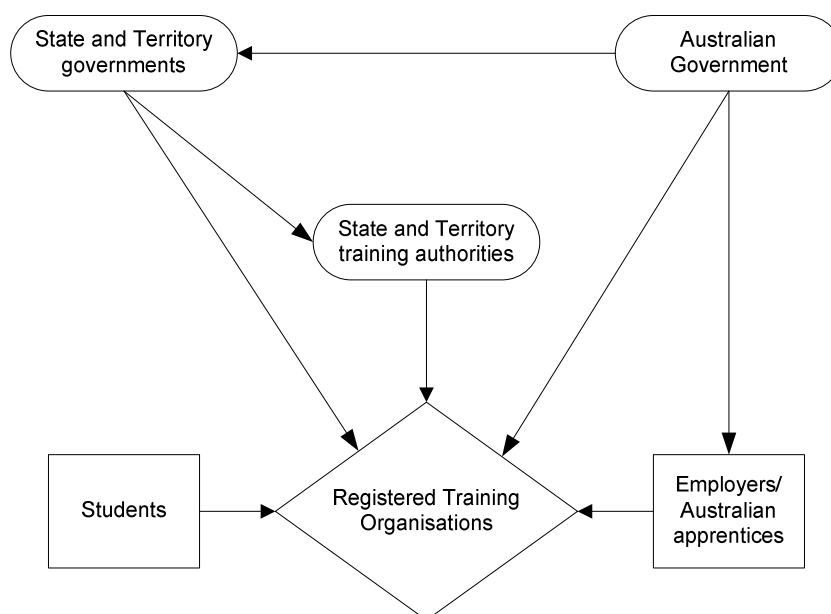 State and Territory
governments
Australian
Government
State and Territory
training authorities
Students
Registered Training
Organisations
Employers/
Australian
apprentices